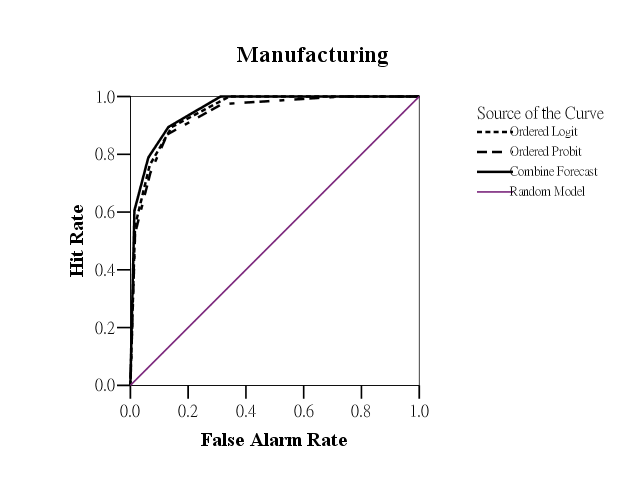 Manufacturing
Hit Rate
1.0
0.8
0.6
0.4
0.2
0.0
0.0 0.2 0.4 0.6 0.8 1.0
False Alarm Rate
Source of the Curve
Ordered Logit
Ordered Probit
Combine Forecast
Random Model